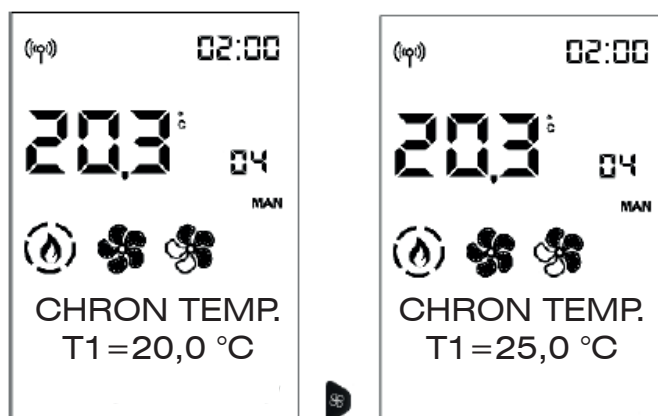 02:00
20,3 °C
04
MAN
CHRON TEMP.
T1=20,0 °C
02:00
20,3 °C
04
MAN
CHRON TEMP.
T1=25,0 °C